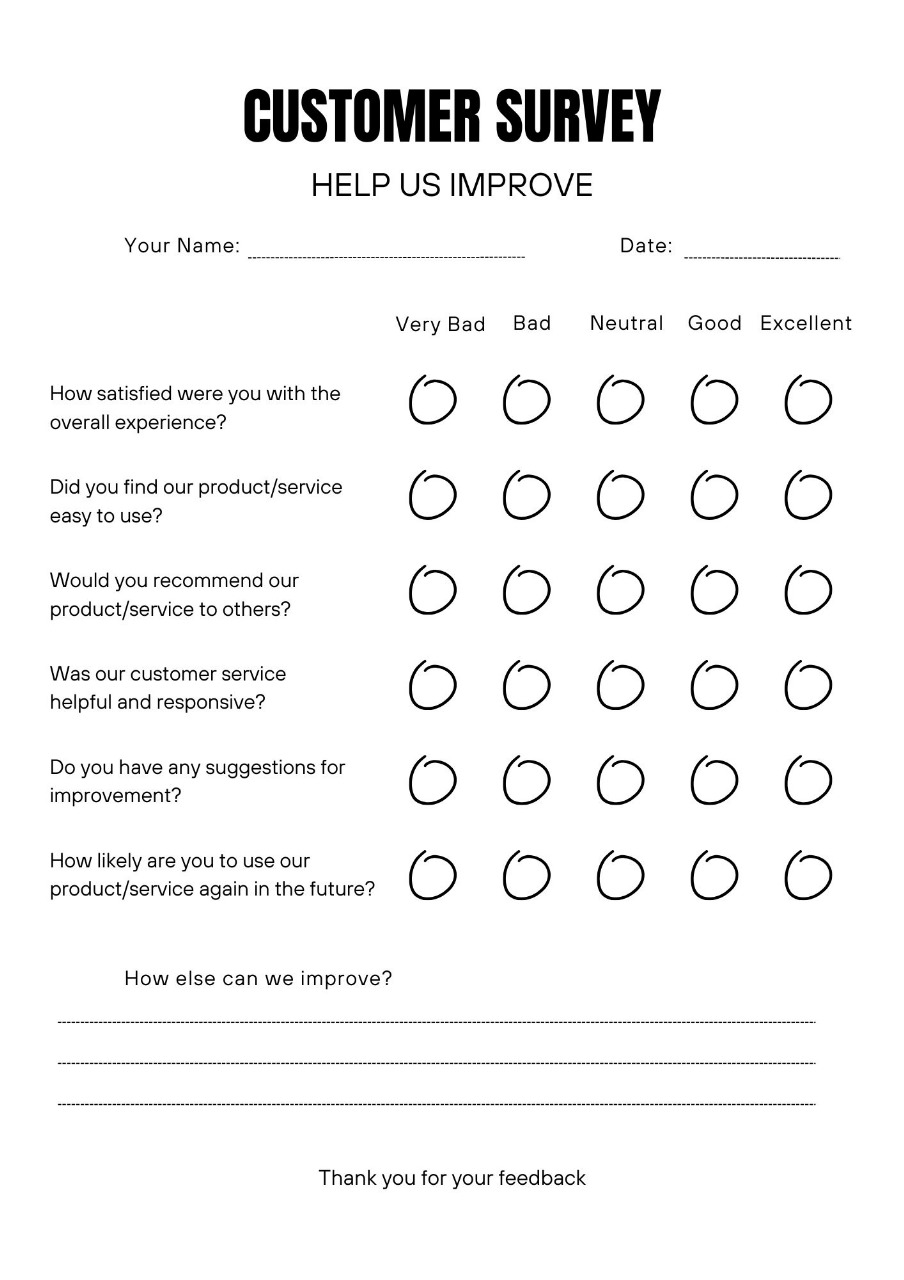 CUSTOMER SURVEY
HELP US IMPROVE
Your Name: Date:
Very Bad Bad Neutral Good Excellent
How satisfied were you with the
overall experience?
Did you find our product/service
easy to use?
Would you recommend our
product/service to others?
Was our customer service
helpful and responsive?
Do you have any suggestions for
improvement?
How likely are you to use our
product/service again in the future?
How else can we improve?
Thank you for your feedback